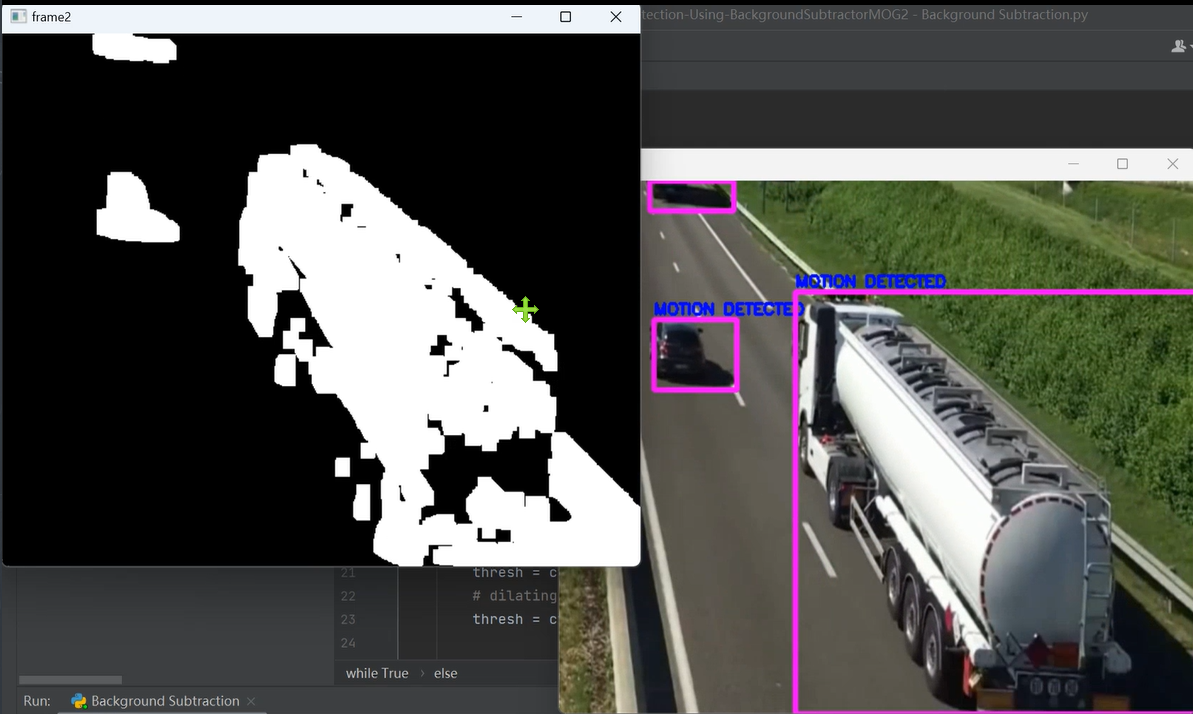 frame2
tection-Using-BackgroundSubtractorMOG2 - Background Subtraction.py
MOTION DETECTED
MOTION DETECTED
21 thresh = c
22 # dilating
23 thresh = c
24
while True > else
Run: Background Subtraction